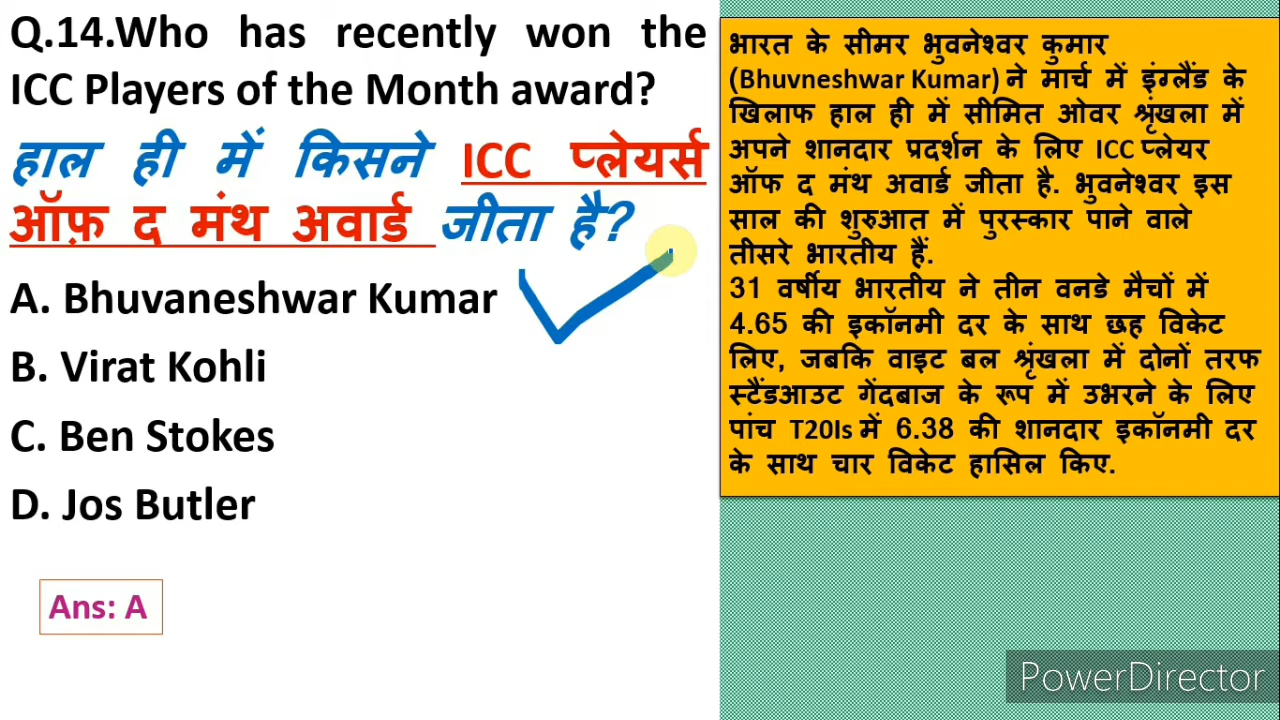 Q.14.Who has recently won the
ICC Players of the Month award?
हाल ही में किसने ICC प्लेयर्स
ऑफ़ द मंथ अवार्ड जीता है?
A. Bhuvaneshwar Kumar
B. Virat Kohli
C. Ben Stokes
D. Jos Butler
Ans: A
भारत के सीमर भुवनेश्वर कुमार
(Bhuvneshwar Kumar) ने मार्च में इंग्लैंड के
खिलाफ हाल ही में सीमित ओवर श्रृंखला में
अपने शानदार प्रदर्शन के लिए ICC प्लेयर
ऑफ द मंथ अवार्ड जीता है. भुवनेश्वर इस
साल की शुरुआत में पुरस्कार पाने वाले
तीसरे भारतीय हैं.
31 वर्षीय भारतीय ने तीन वनडे मैचों में
4.65 की इकॉनमी दर के साथ छह विकेट
लिए, जबकि वाइट बल श्रृंखला में दोनों तरफ
स्टैंडआउट गेंदबाज के रूप में उभरने के लिए
पांच T20Is में 6.38 की शानदार इकॉनमी दर
के साथ चार विकेट हासिल किए.
PowerDirector